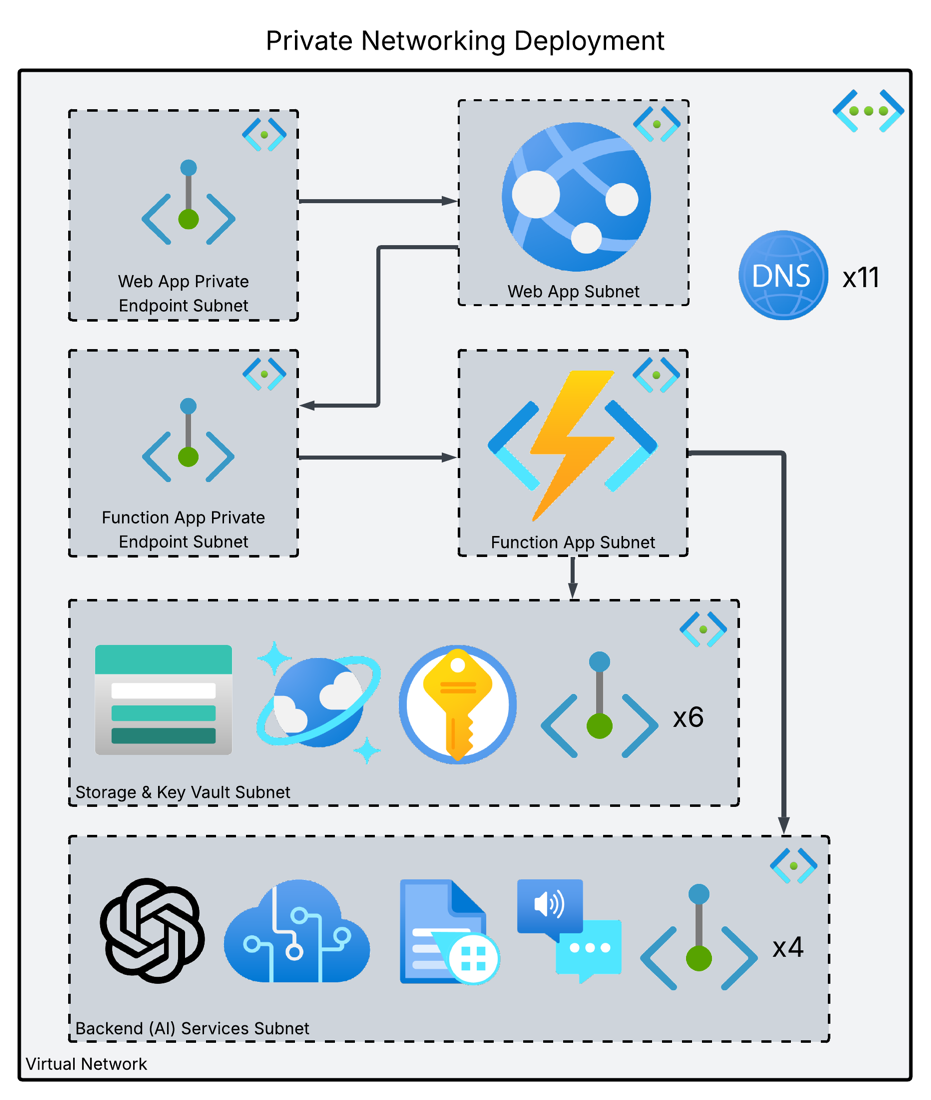 Private Networking Deployment
Web App Private
Endpoint Subnet
Web App Subnet
DNS
x11
Function App Private
Endpoint Subnet
Function App Subnet
x6
Storage & Key Vault Subnet
x4
Backend (AI) Services Subnet
Virtual Network